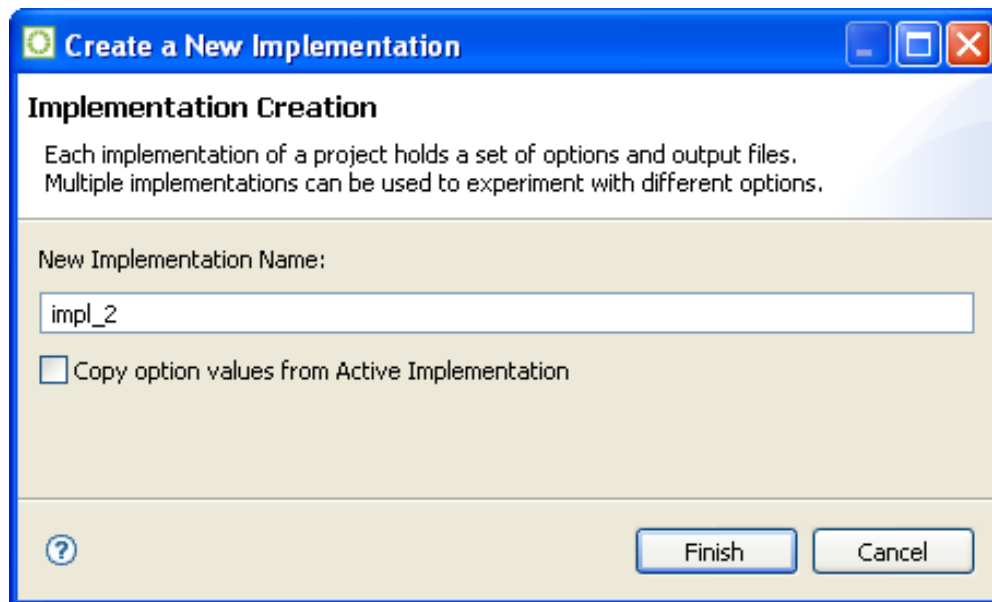 Create a New Implementation
Implementation Creation
Each implementation of a project holds a set of options and output files.
Multiple implementations can be used to experiment with different options.
New Implementation Name:
impl_2
Copy option values from Active Implementation
?
Finish
Cancel